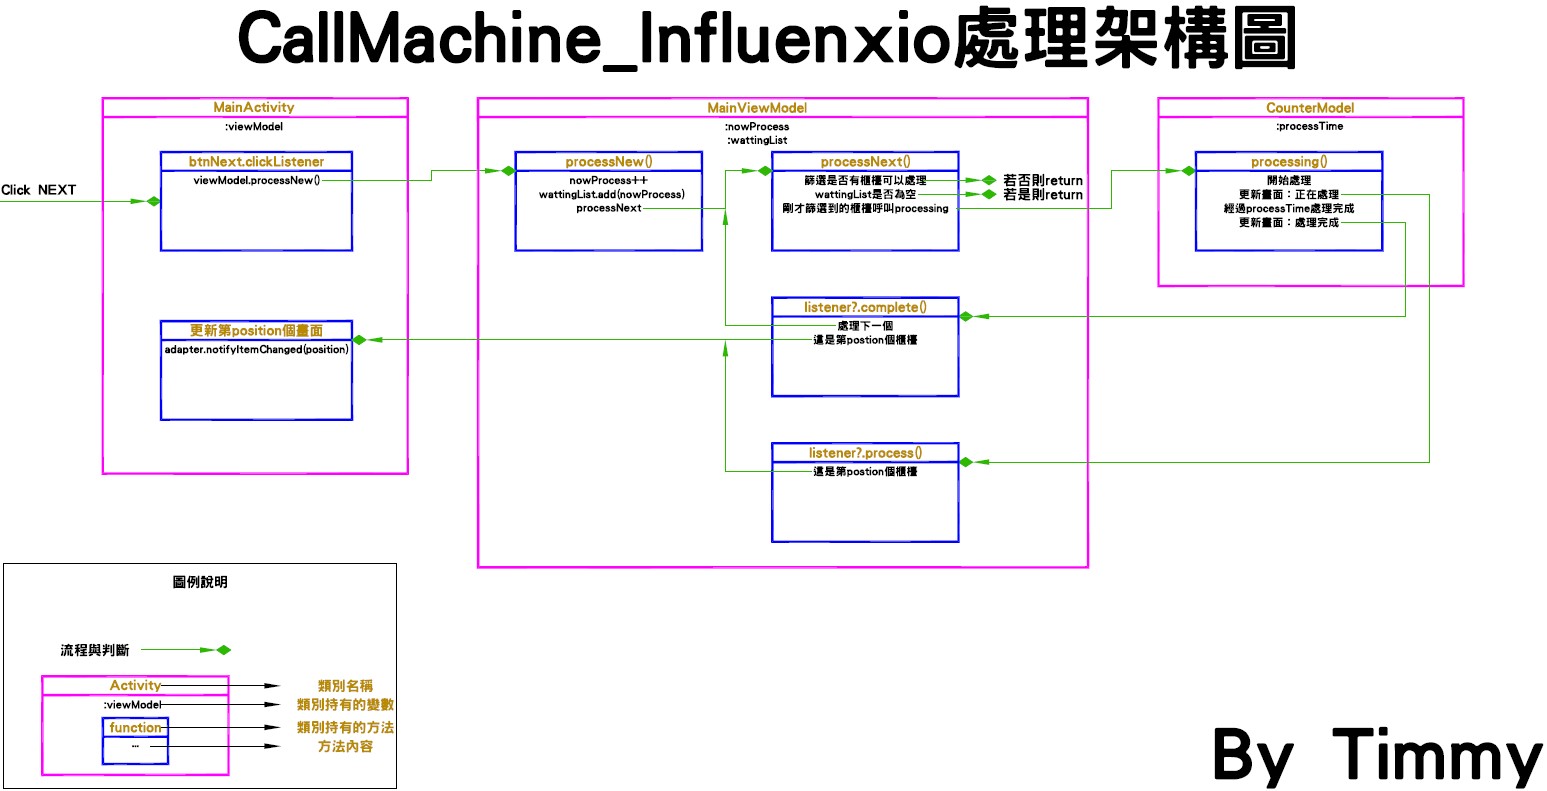 CallMachine_Influenxio處理架構圖
MainActivity
:viewModel
btnNext.clickListener
viewModel.processNew()
Click NEXT
更新第position個畫面
adapter.notifyItemChanged(position)
MainViewModel
:nowProcess
:wattingList
processNew()
nowProcess++
wattingList.add(nowProcess)
processNext
processNext()
篩選是否有櫃檯可以處理
若否則return
wattingList是否為空
若是則return
剛才篩選到的櫃檯呼叫processing
listener?.complete()
處理下一個
這是第postion個櫃檯
listener?.process()
這是第postion個櫃檯
CounterModel
:processTime
processing()
開始處理
更新畫面：正在處理
經過processTime處理完成
更新畫面：處理完成
圖例說明
流程與判斷
Activity
類別名稱
:viewModel
類別持有的變數
function
類別持有的方法
...
方法內容
By Timmy